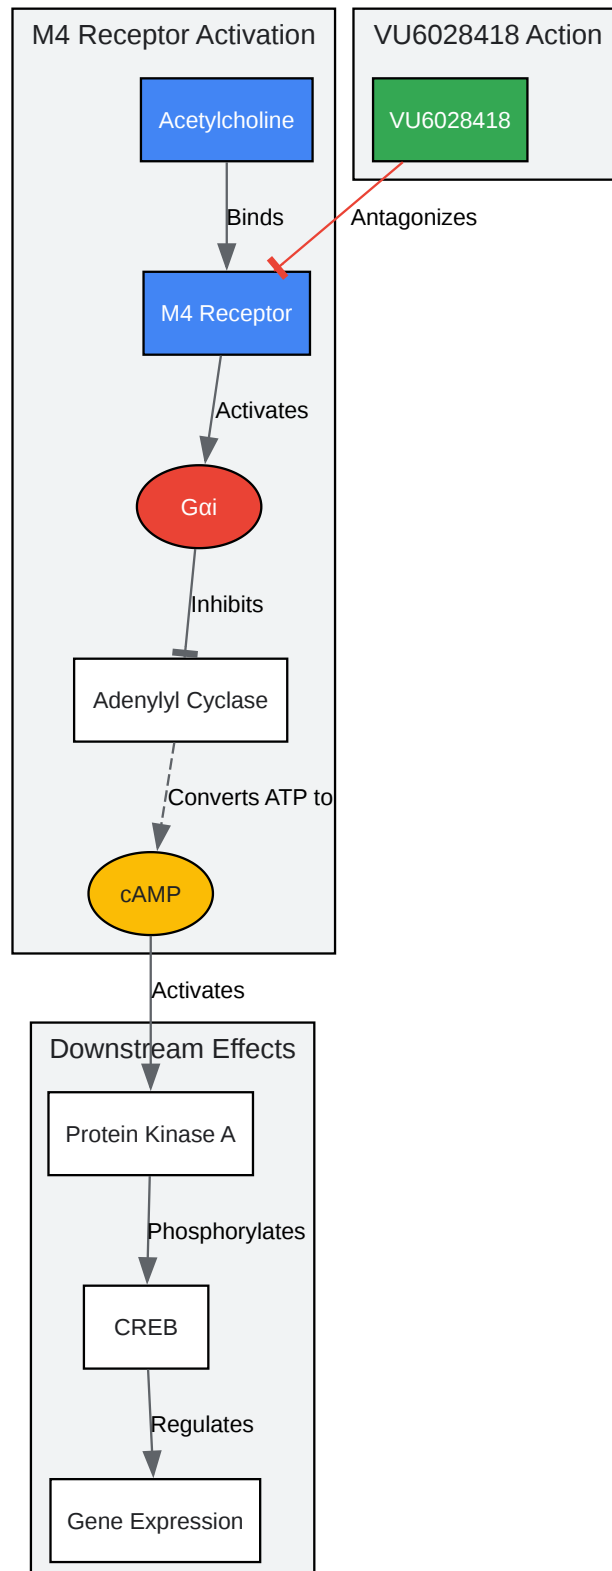 M4 Receptor Activation
VU6028418 Action
Acetylcholine
VU6028418
Binds
Antagonizes
M4 Receptor
Activates
Gαi
Inhibits
Adenylyl Cyclase
Converts ATP to
cAMP
Activates
Downstream Effects
Protein Kinase A
Phosphorylates
CREB
Regulates
Gene Expression